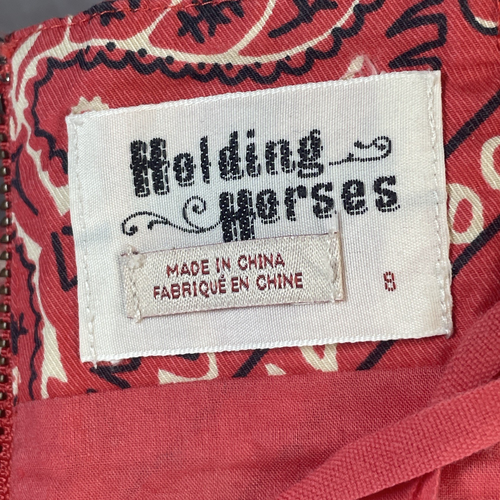 Holding
Horses
MADE IN CHINA
FABRIQUÉ EN CHINE
8